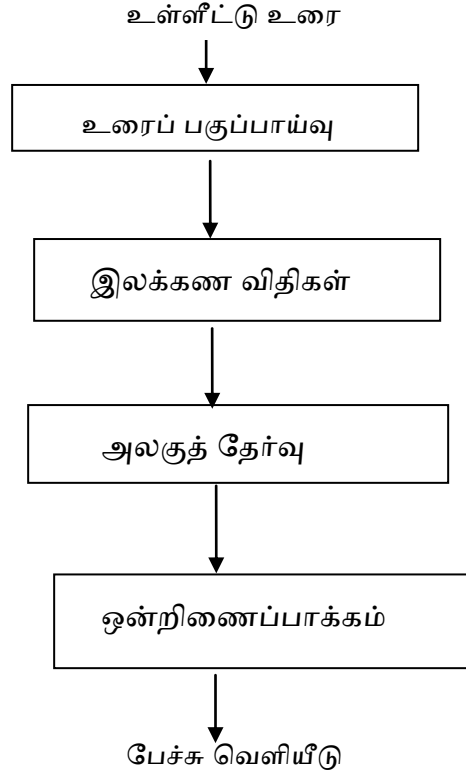 உள்ளீட்டு உரை
உரைப் பகுப்பாய்வு
இலக்கண விதிகள்
அலகுத் தேர்வு
ஒன்றிணைப்பாக்கம்
பேச்சு வெளியீடு